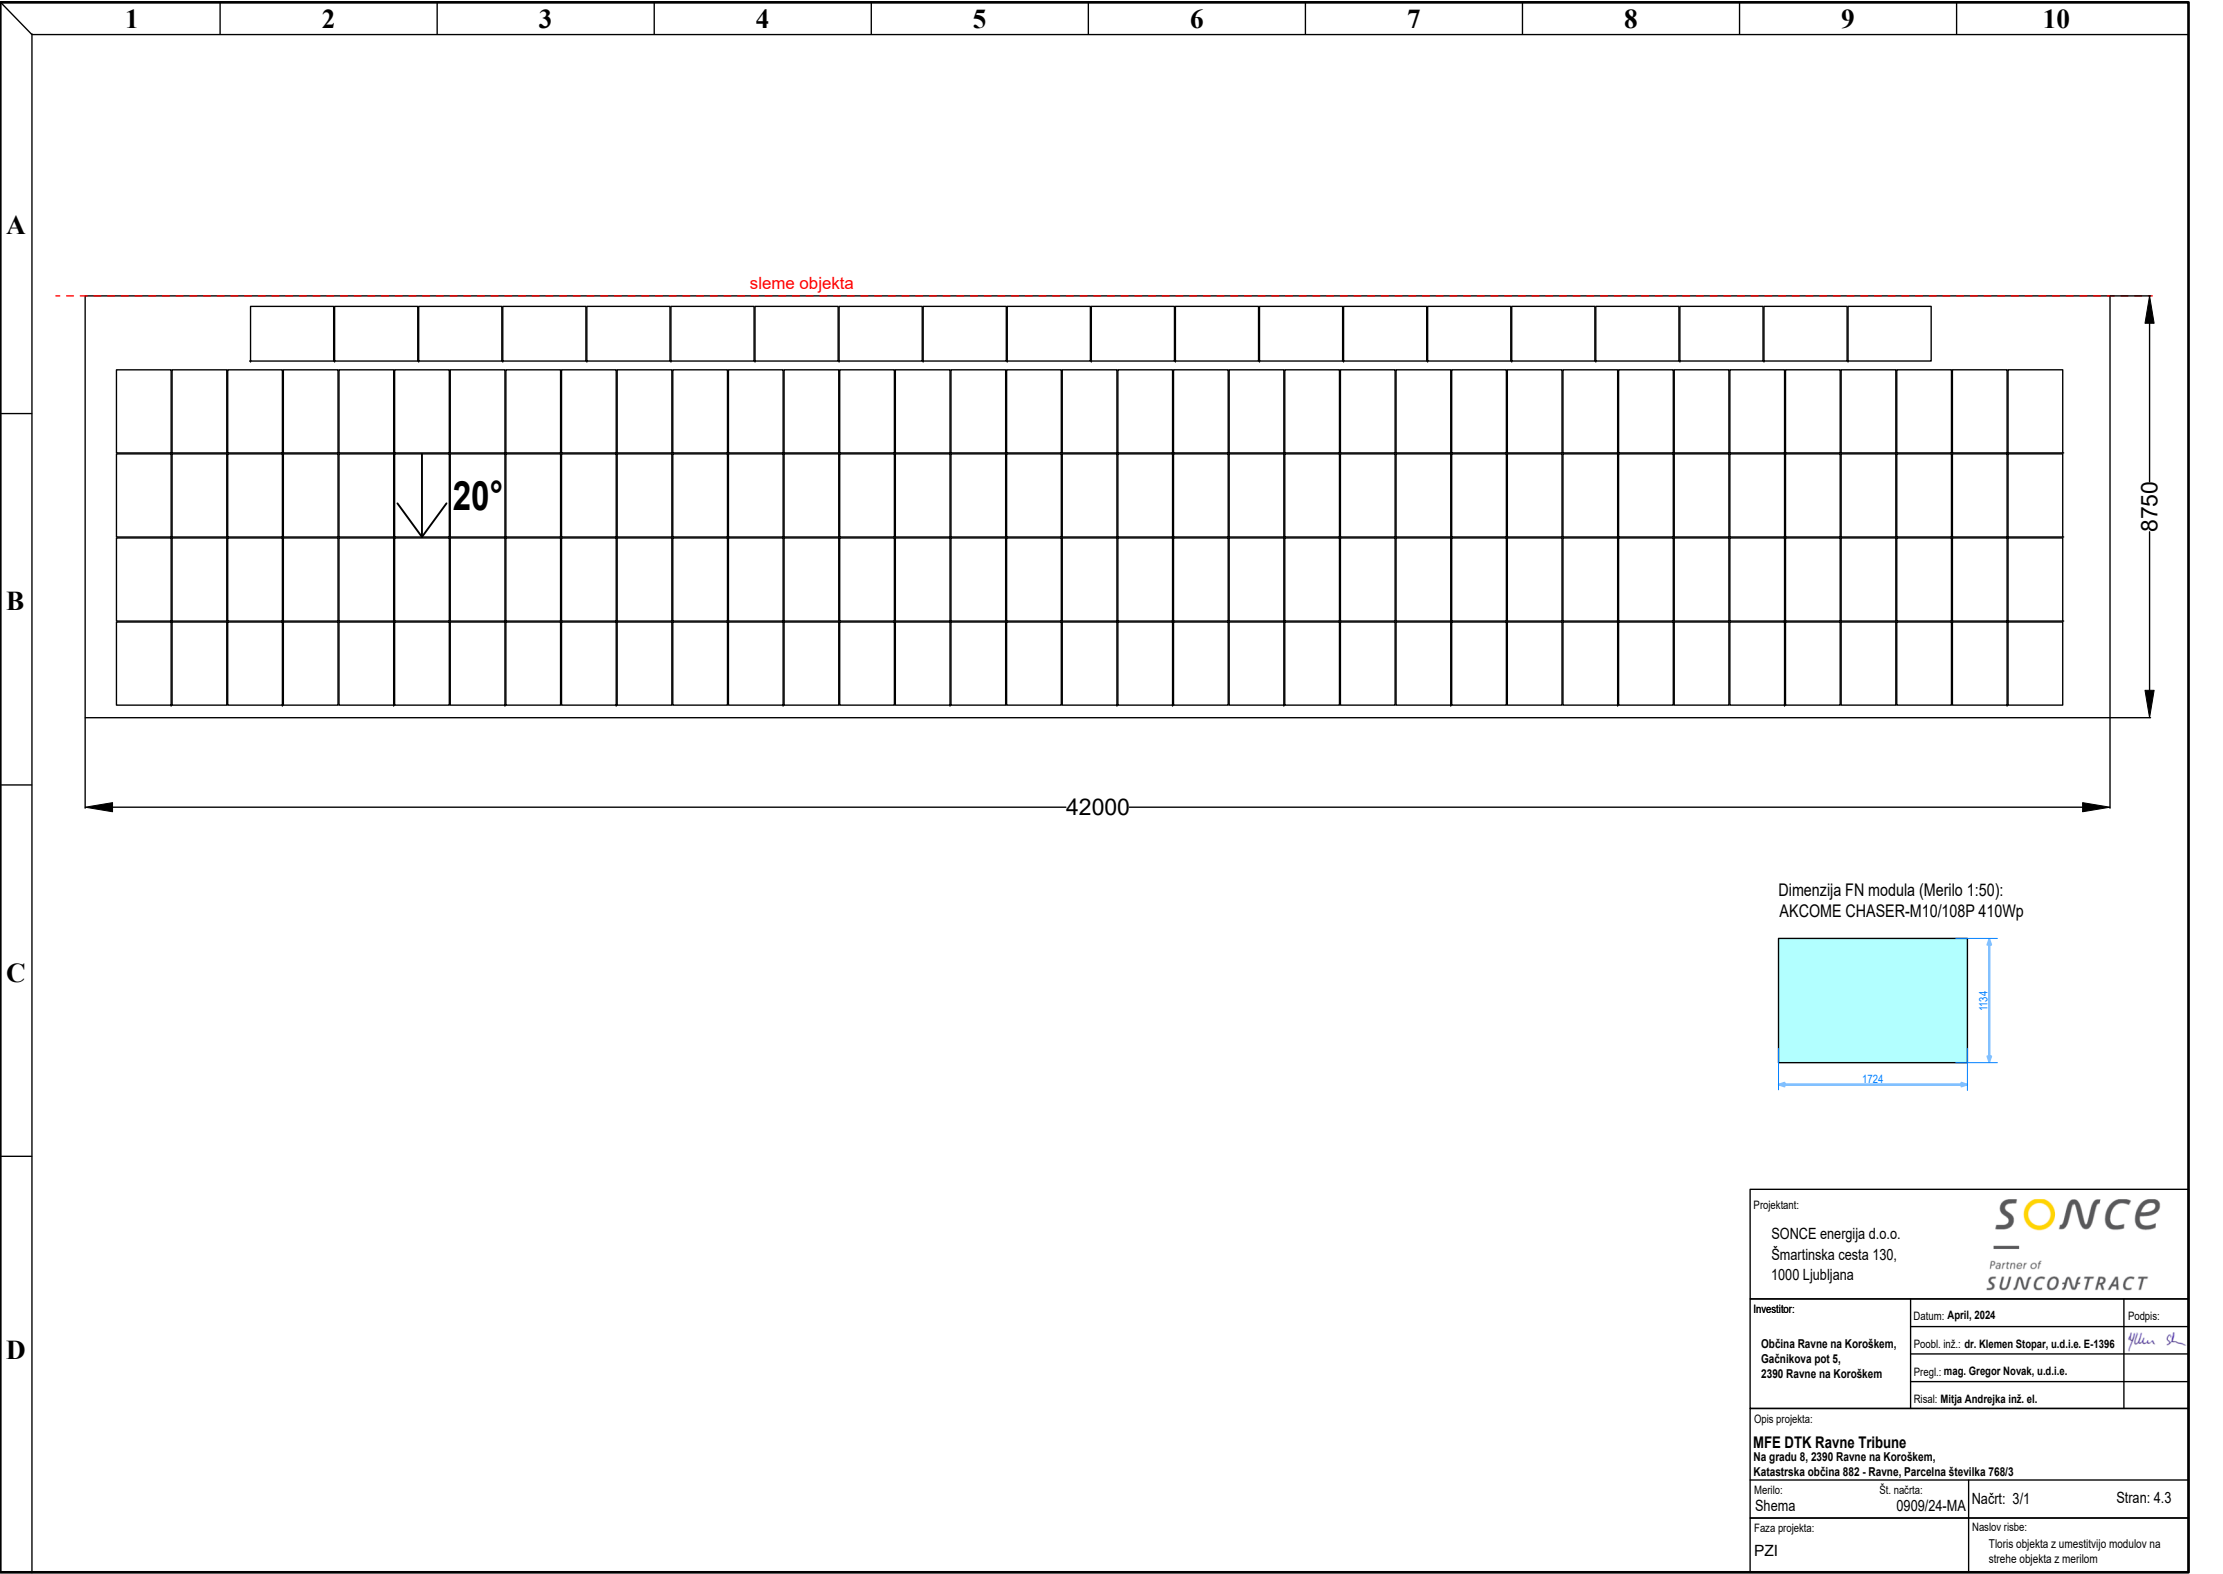 1 2 3 4 5 6 7 8 9 10
A
sleme objekta
20°
8750
B
42000
Dimenzija FN modula (Merilo 1:50):
AKCOME CHASER-M10/108P 410Wp
C
1134
1724
Projektant:
SONCE energija d.o.o.
Šmartinska cesta 130,
1000 Ljubljana
SONCE
Partner of
SUNCONTRACT
Investitor:
Občina Ravne na Koroškem,
Gačnikova pot 5,
2390 Ravne na Koroškem
Datum: April, 2024
Podpis:
Poobl. inž.: dr. Klemen Stopar, u.d.i.e. E-1396
Pregl.: mag. Gregor Novak, u.d.i.e.
Risal: Mitja Andrejka inž. el.
D
Opis projekta:
MFE DTK Ravne Tribune
Na gradu 8, 2390 Ravne na Koroškem,
Katastrska občina 882 - Ravne, Parcelna številka 768/3
Merilo:
Shema
Št. načrta:
0909/24-MA
Načrt: 3/1
Stran: 4.3
Faza projekta:
PZI
Naslov risbe:
Tloris objekta z umestitvijo modulov na
strehe objekta z merilom